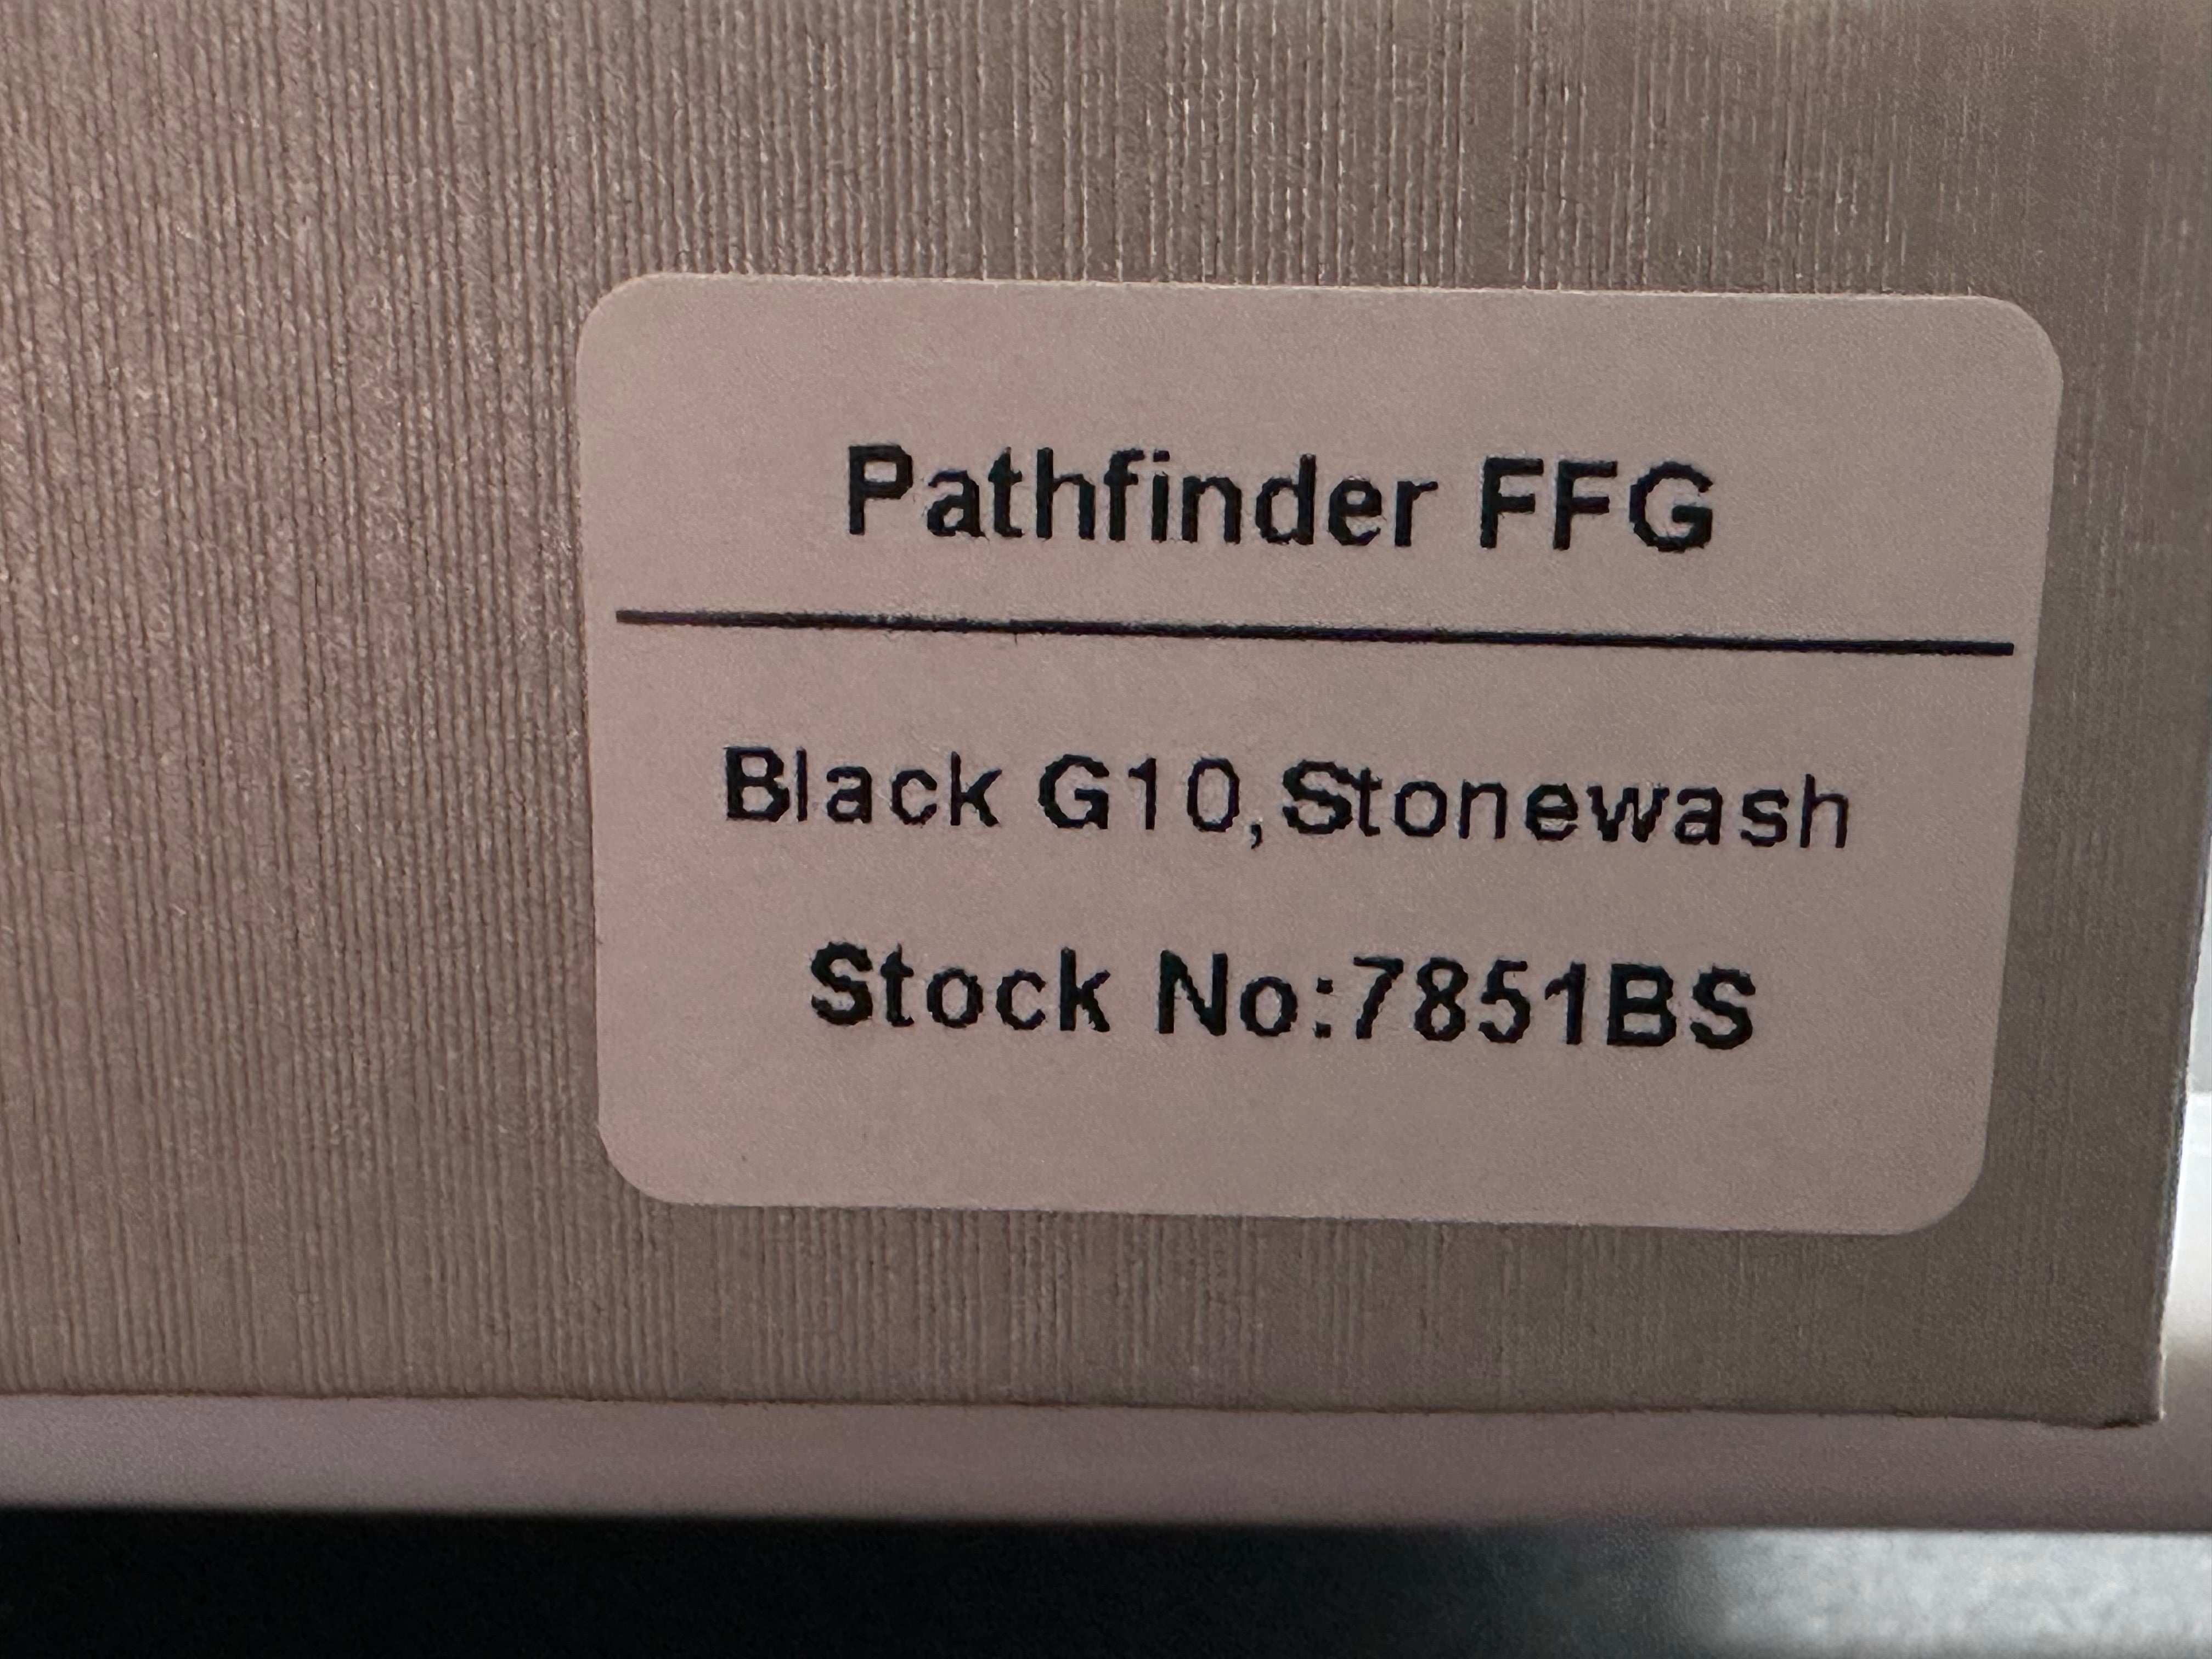 Pathfinder FFG
Black G10,Stonewash
Stock No:7851BS